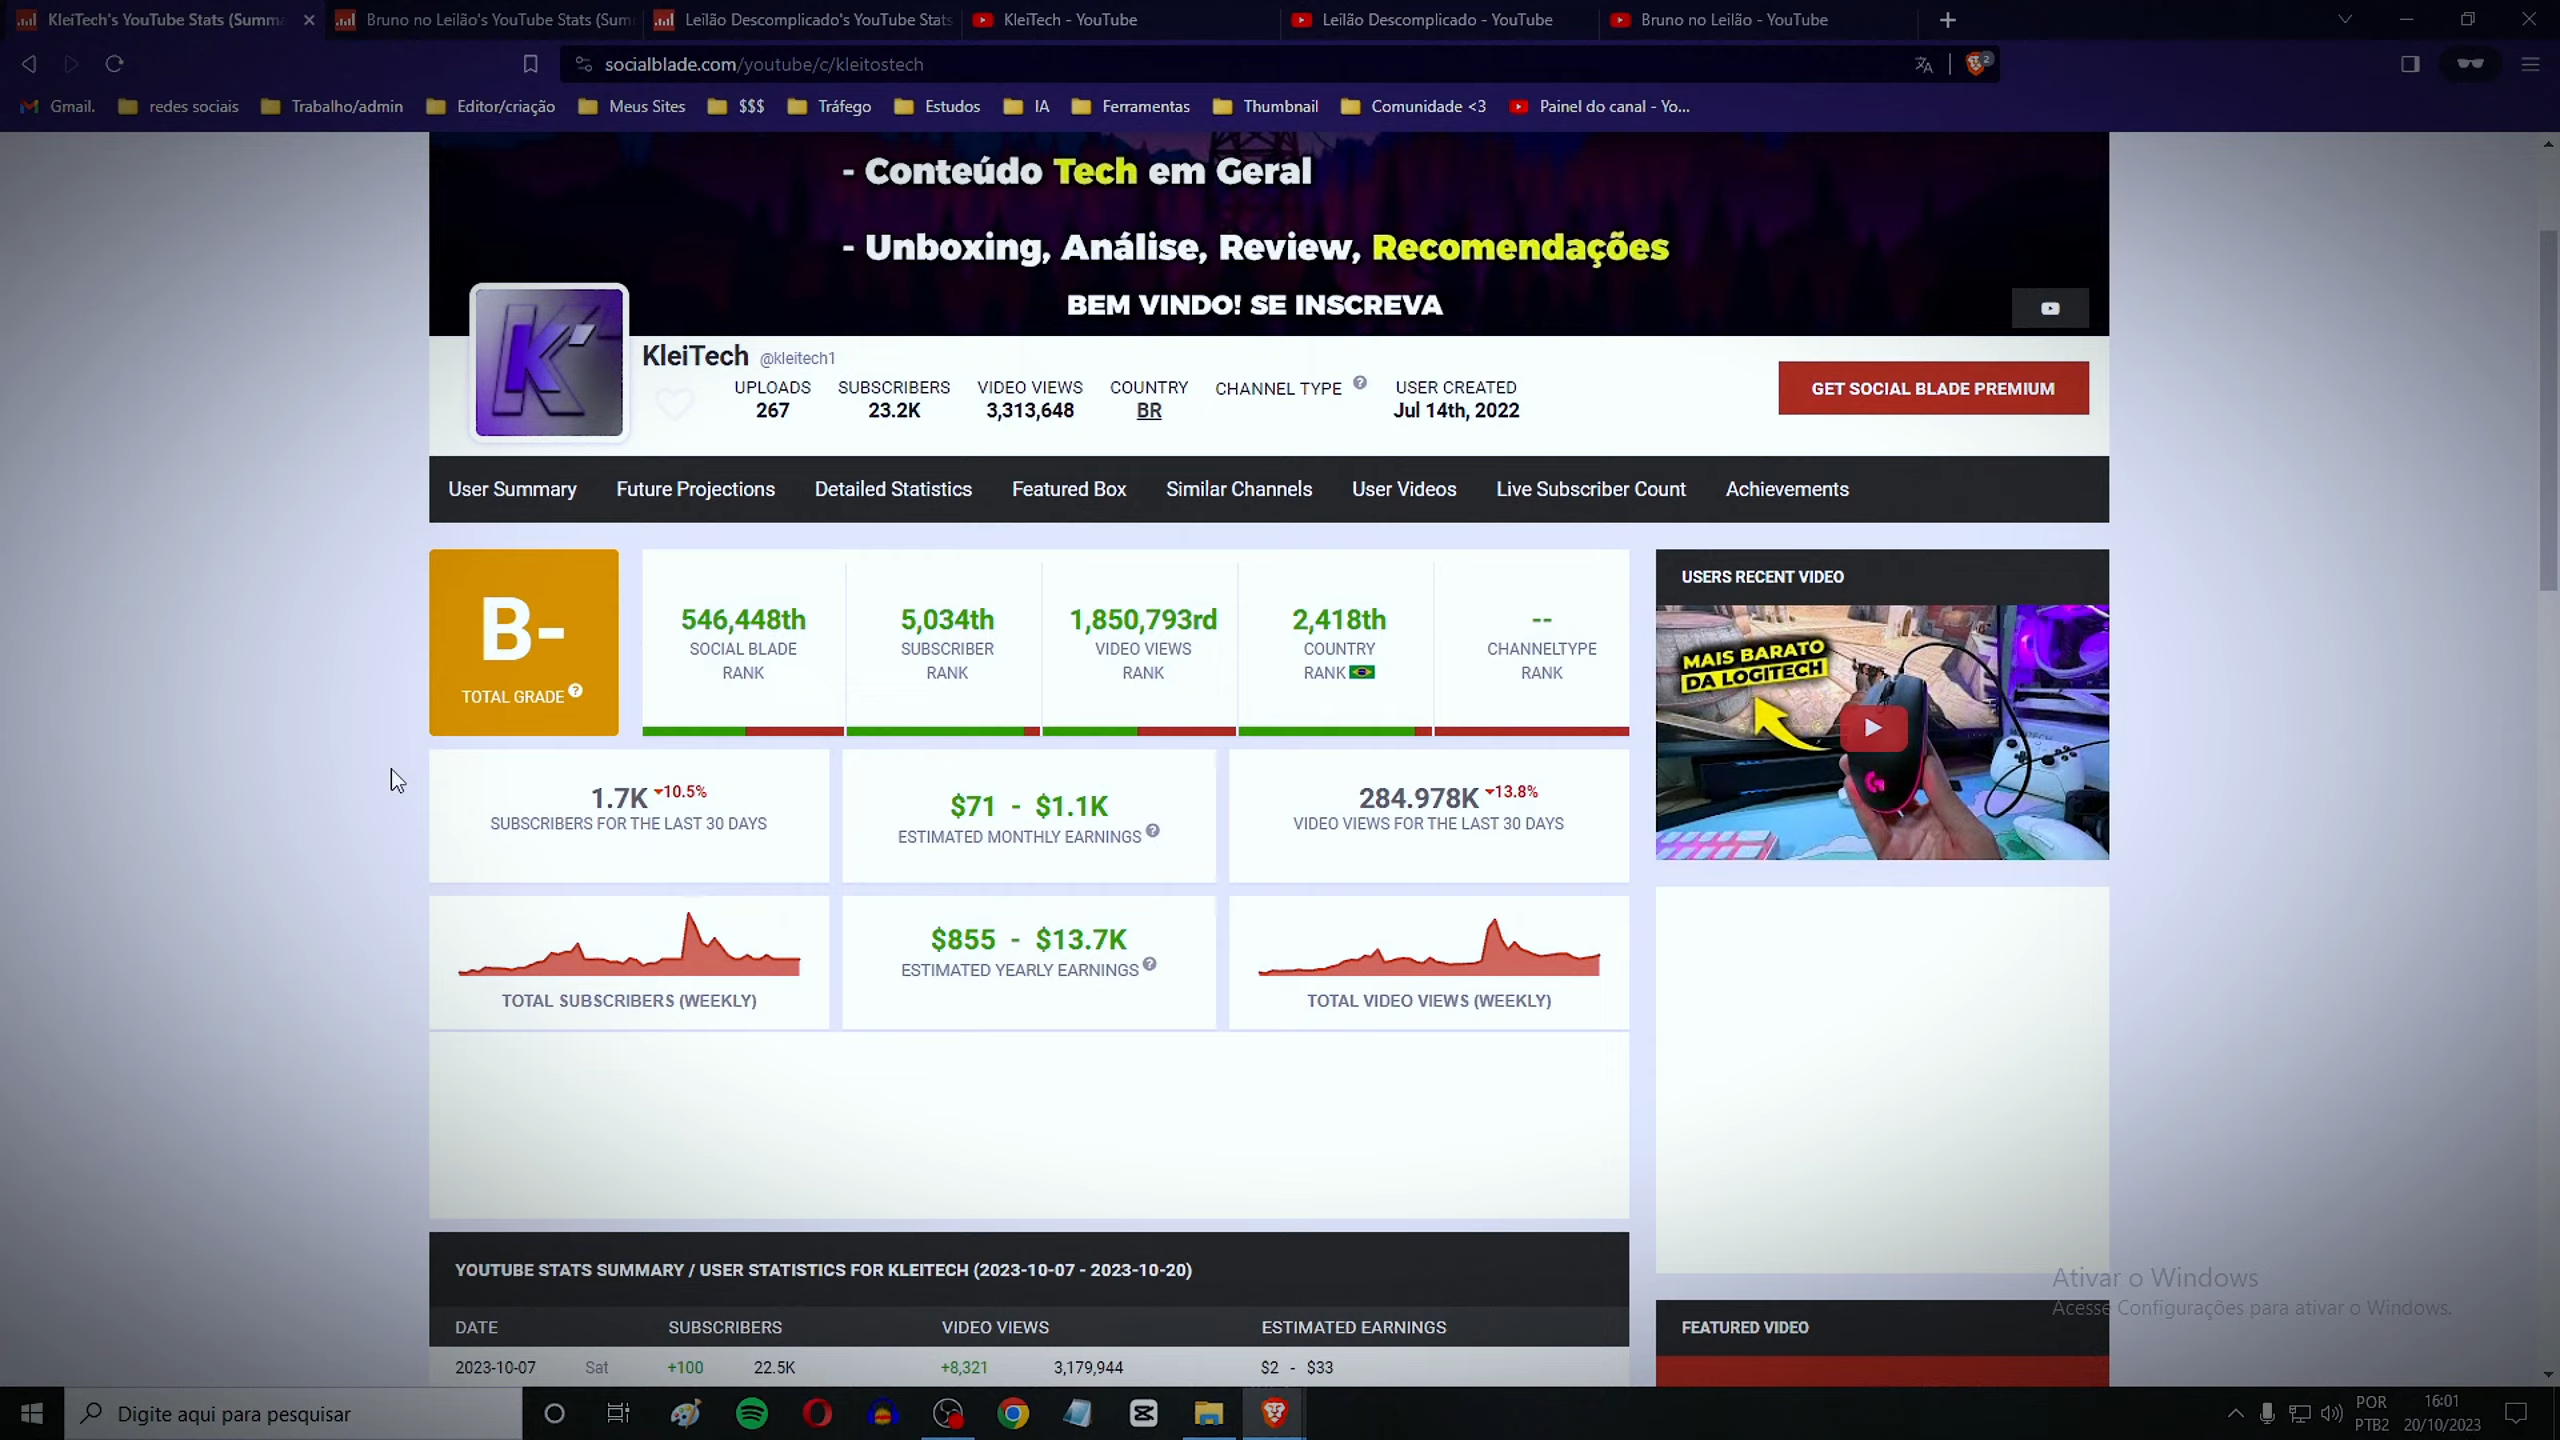 KleiTech's YouTube Stats (Summ
Bruno no Leilão's YouTube Stats (Sum
Leilão Descomplicado's YouTube Stats
KleiTech - YouTube
Leilão Descomplicado - YouTube
Bruno no Leilão - YouTube
socialblade.com/youtube/c/kleitostech
2
Gmail.
redes sociais
Trabalho/admin
Editor/criação
Meus Sites
$$$
Tráfego
Estudos
IA
Ferramentas
Thumbnail
Comunidade <3
Painel do canal - Yo...
- Conteúdo Tech em Geral
- Unboxing, Análise, Review, Recomendações
BEM VINDO! SE INSCREVA
K
KleiTech @kleitech1
UPLOADS
267
SUBSCRIBERS
23.2K
VIDEO VIEWS
3,313,648
COUNTRY
BR
CHANNEL TYPE
USER CREATED
Jul 14th, 2022
GET SOCIAL BLADE PREMIUM
User Summary
Future Projections
Detailed Statistics
Featured Box
Similar Channels
User Videos
Live Subscriber Count
Achievements
B-
TOTAL GRADE
546,448th
SOCIAL BLADE
RANK
5,034th
SUBSCRIBER
RANK
1,850,793rd
VIDEO VIEWS
RANK
2,418th
COUNTRY
RANK
--
CHANNELTYPE
RANK
USERS RECENT VIDEO
MAIS BARATO
DA LOGITECH
1.7K 10.5%
SUBSCRIBERS FOR THE LAST 30 DAYS
$71 - $1.1K
ESTIMATED MONTHLY EARNINGS
284.978K 13.8%
VIDEO VIEWS FOR THE LAST 30 DAYS
TOTAL SUBSCRIBERS (WEEKLY)
$855 - $13.7K
ESTIMATED YEARLY EARNINGS
TOTAL VIDEO VIEWS (WEEKLY)
YOUTUBE STATS SUMMARY / USER STATISTICS FOR KLEITECH (2023-10-07 - 2023-10-20)
DATE
SUBSCRIBERS
VIDEO VIEWS
ESTIMATED EARNINGS
2023-10-07 Sat +100 22.5K +8,321 3,179,944 $2 - $33
FEATURED VIDEO
Ativar o Windows
Acesse Configurações para ativar o Windows.
Digite aqui para pesquisar
POR
PTB2
16:01
20/10/2023